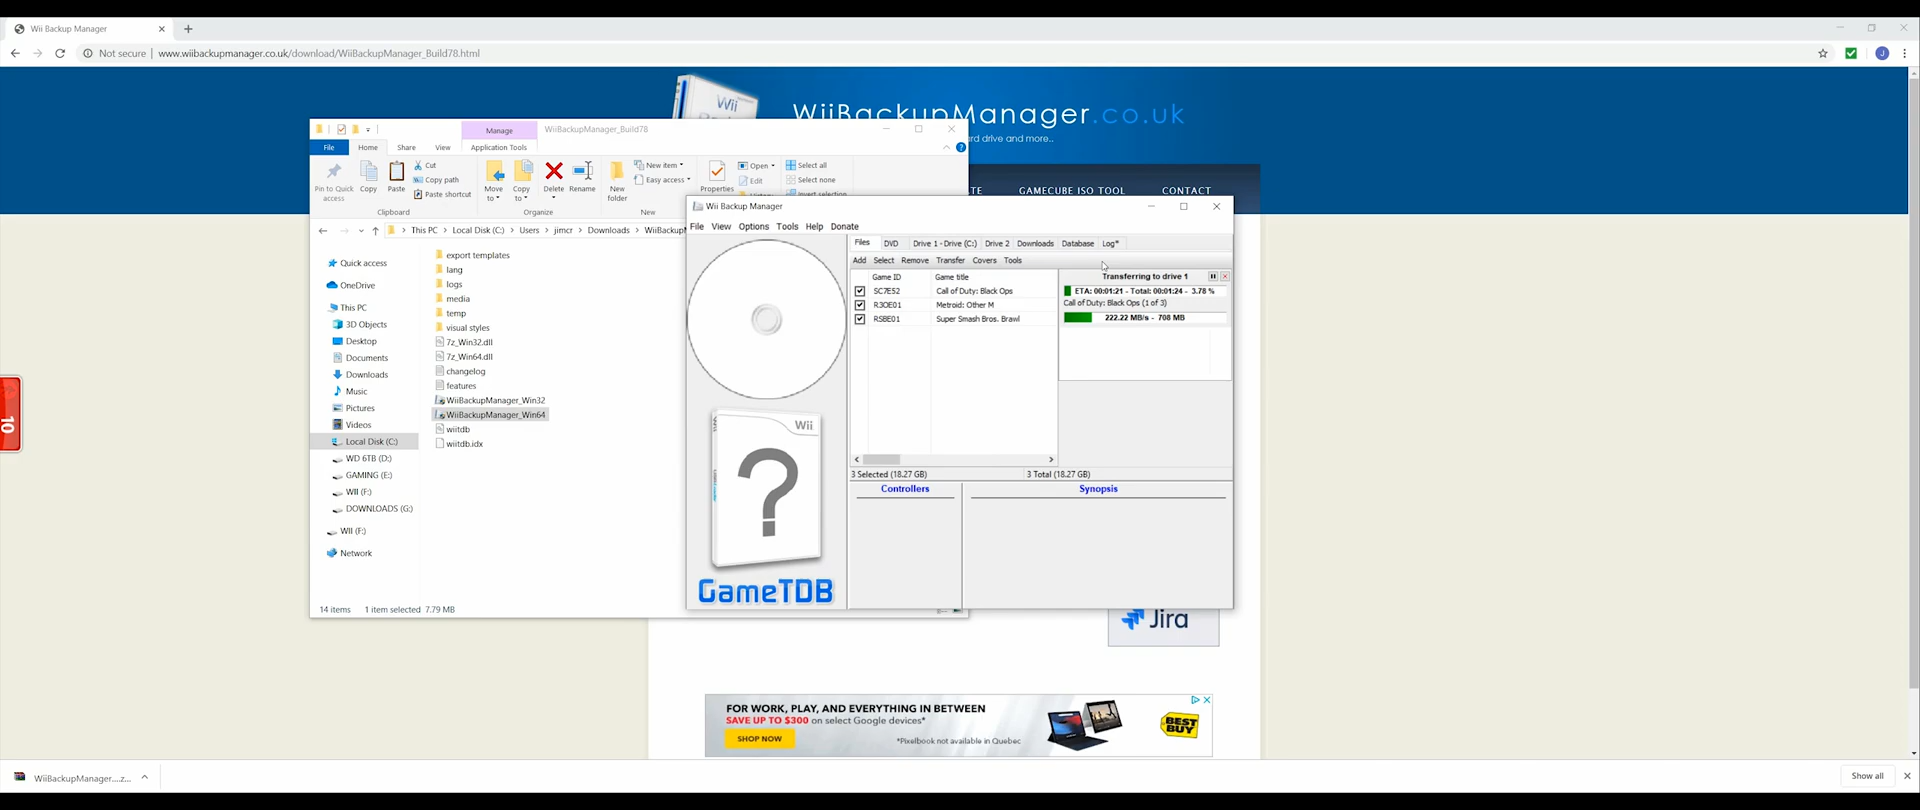 Wii Backup Manager
Not secure | www.wiibackupmanager.co.uk/download/WiiBackupManager_Build78.html
J
Wii
WiiBackupManager.co.uk
ard drive and more..
TE GAMECUBE ISO TOOL CONTACT
Manage WiiBackupManager_Build78
File Home Share View Application Tools
Pin to Quick access
Copy
Paste
Cut
Copy path
Paste shortcut
Clipboard
Move to
Copy to
Delete
Rename
Organize
New folder
New item
Easy access
New
Properties
Open
Edit
Select all
Select none
Invert selection
This PC > Local Disk (C:) > Users > jimcr > Downloads > WiiBackupM
Quick access
OneDrive
This PC
3D Objects
Desktop
Documents
Downloads
Music
Pictures
Videos
Local Disk (C:)
WD 6TB (D:)
GAMING (E:)
WII (F:)
DOWNLOADS (G:)
WII (F:)
Network
export templates
lang
logs
media
temp
visual styles
7z_Win32.dll
7z_Win64.dll
changelog
features
WiiBackupManager_Win32
WiiBackupManager_Win64
wiitdb
wiitdb.idx
14 items 1 item selected 7.79 MB
Wii Backup Manager
File View Options Tools Help Donate
Files DVD Drive 1 - Drive (C:) Drive 2 Downloads Database Log*
Add Select Remove Transfer Covers Tools
Game ID Game title
SC7E52 Call of Duty: Black Ops
R3OE01 Metroid: Other M
RSBE01 Super Smash Bros. Brawl
Transferring to drive 1
ETA: 00:01:21 - Total: 00:01:24 - 3.78 %
Call of Duty: Black Ops (1 of 3)
222.22 MB/s - 708 MB
3 Selected (18.27 GB) 3 Total (18.27 GB)
Controllers Synopsis
Wii
?
GameTDB
10
Jira
FOR WORK, PLAY, AND EVERYTHING IN BETWEEN
SAVE UP TO $300 on select Google devices*
SHOP NOW
*Pixelbook not available in Quebec
BEST BUY
WiiBackupManager....z...
Show all